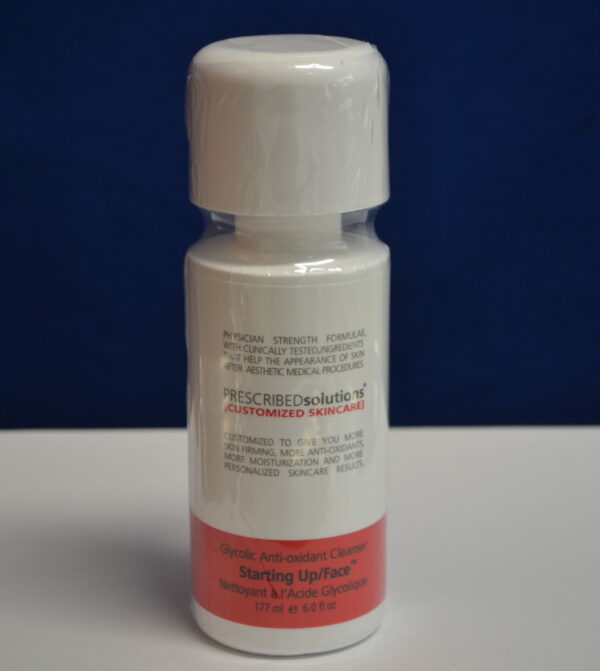 PHYSICIAN STRENGTH FORMULAE,
WITH CLINICALLY TESTED,INGREDIENTS
THAT HELP THE APPEARANCE OF SKIN
AFTER AESTHETIC MEDICAL PROCEDURES.
PRESCRIBEDsolutions®
[CUSTOMIZED SKINCARE]
CUSTOMIZED TO GIVE YOU MORE
SKIN FIRMING, MORE ANTI-OXIDANTS,
MORE MOISTURIZATION AND MORE
PERSONALIZED SKINCARE RESULTS.
Glycolic Anti-oxidant Cleanser
Starting Up/Face™
Nettoyant à l'Acide Glycolique
177 ml ℮ 6.0 fl oz